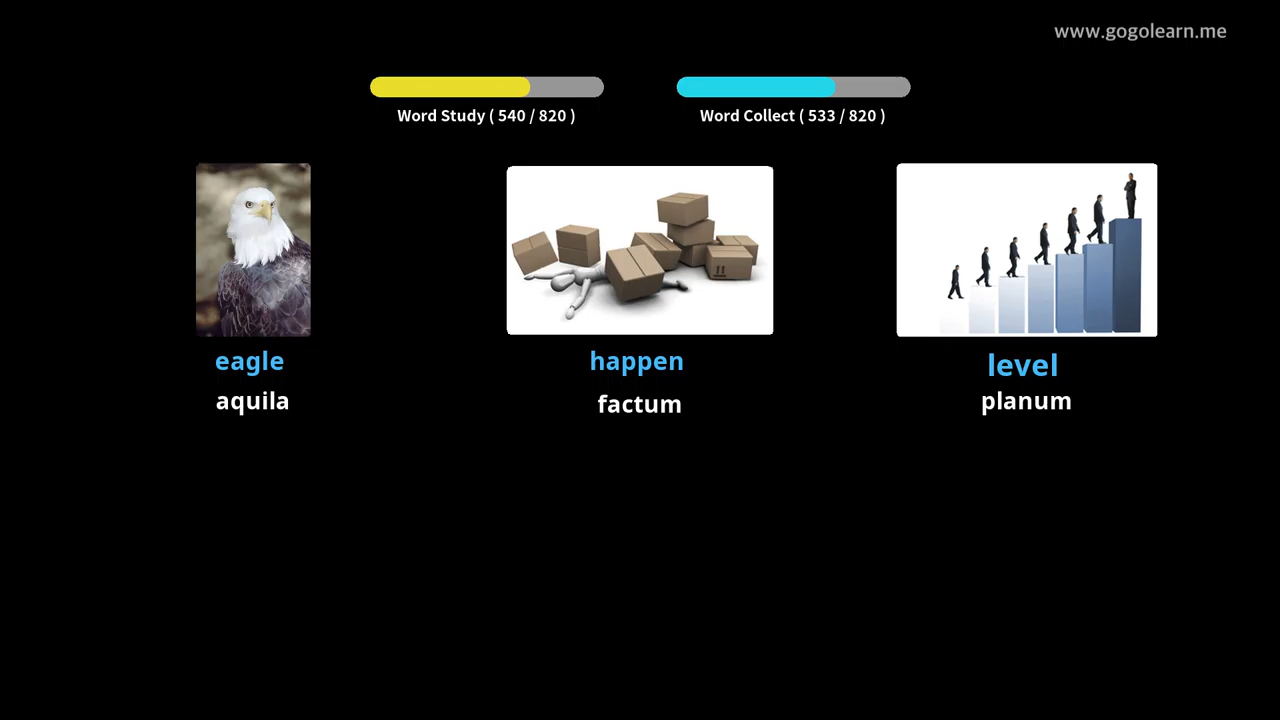 www.gogolearn.me
Word Study ( 540 / 820 )
Word Collect ( 533 / 820 )
eagle
aquila
happen
factum
level
planum